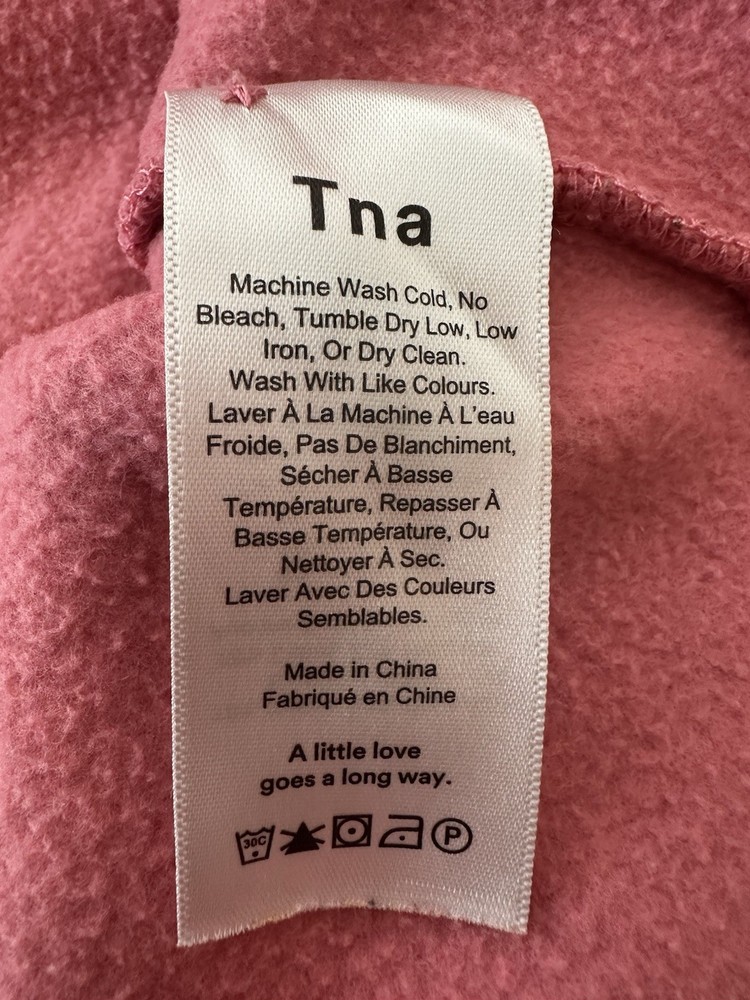 Tna
Machine Wash Cold, No
Bleach, Tumble Dry Low, Low
Iron, Or Dry Clean.
Wash With Like Colours.
Laver À La Machine À L'eau
Froide, Pas De Blanchiment,
Sécher À Basse
Température, Repasser À
Basse Température, Ou
Nettoyer À Sec.
Laver Avec Des Couleurs
Semblables.
Made in China
Fabriqué en Chine
A little love
goes a long way.
30C P